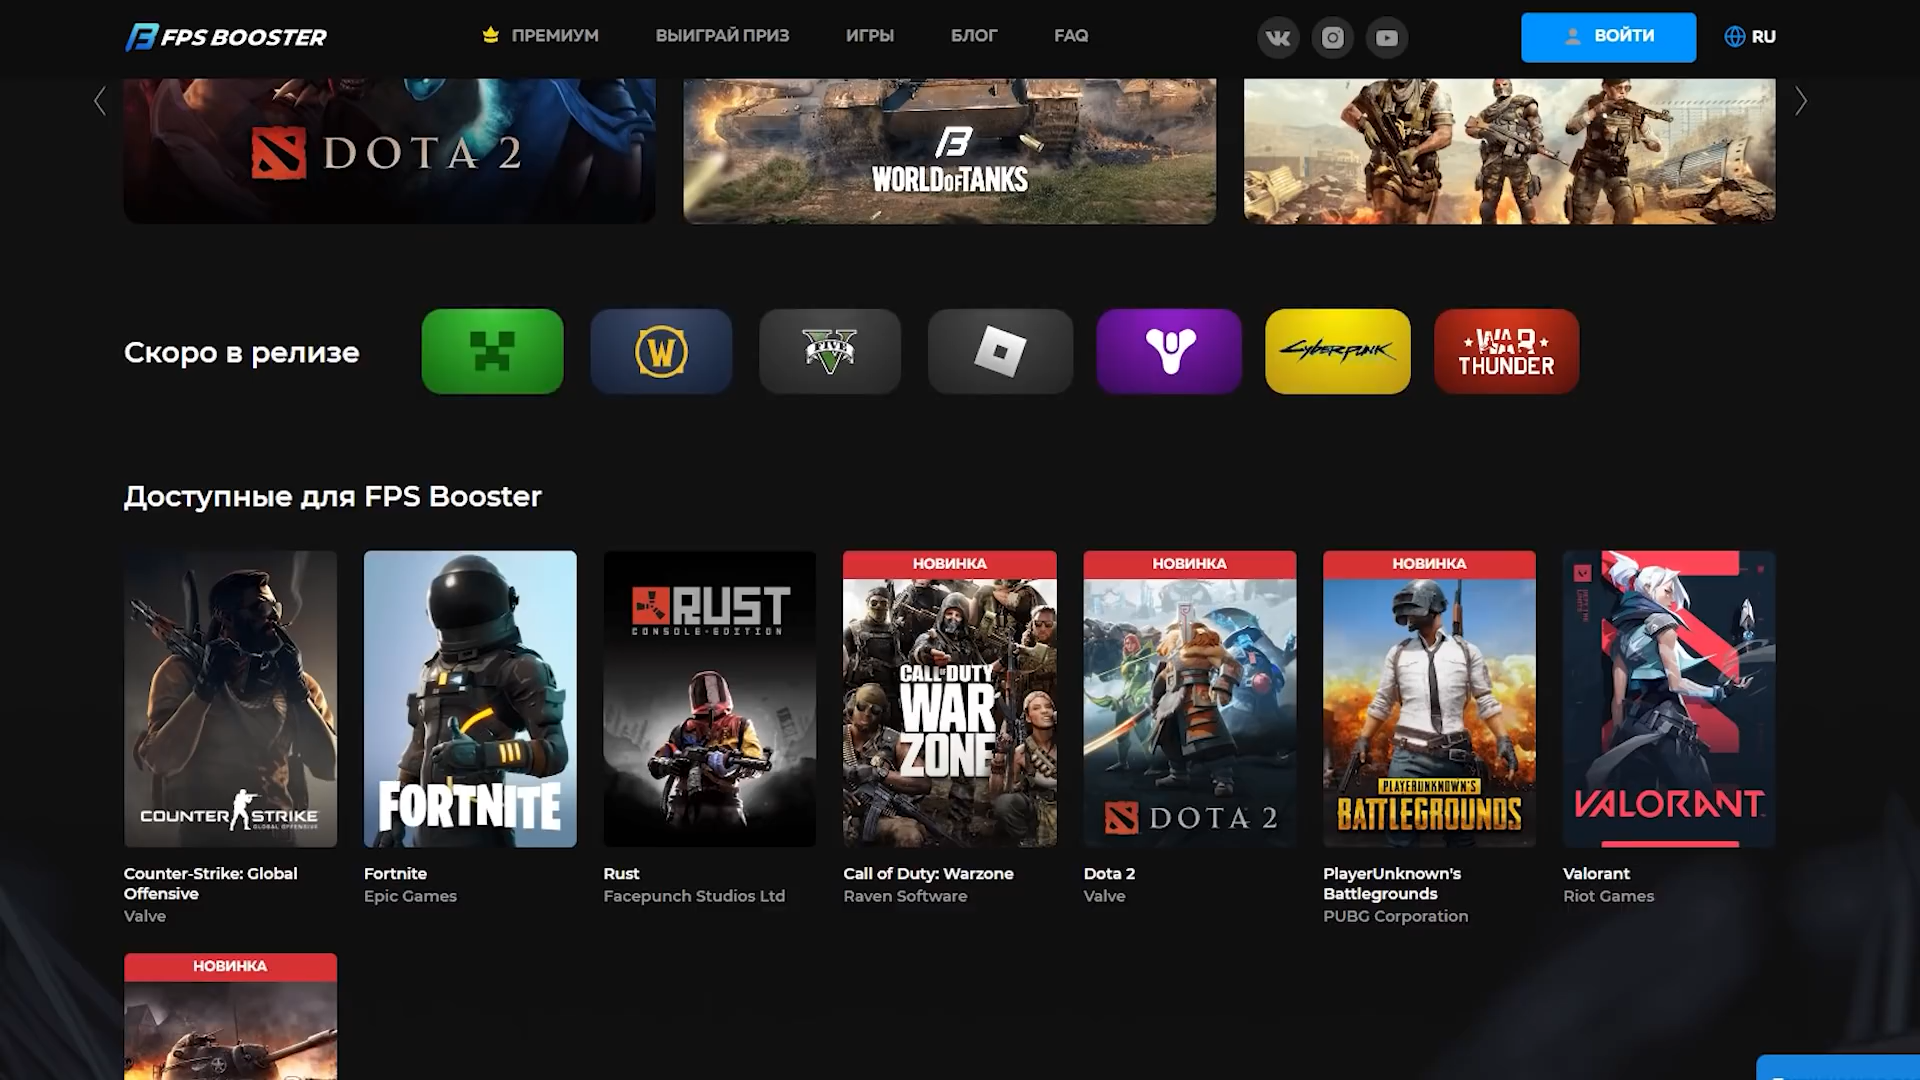 FPS BOOSTER
ПРЕМИУМ
ВЫИГРАЙ ПРИЗ
ИГРЫ
БЛОГ
FAQ
ВОЙТИ
RU
DOTA 2
WORLD OF TANKS
Скоро в релизе
W
FIVE
Cyberpunk
WAR THUNDER
Доступные для FPS Booster
COUNTER STRIKE
GLOBAL OFFENSIVE
FORTNITE
RUST
CONSOLE EDITION
НОВИНКА
CALL OF DUTY
WAR
ZONE
НОВИНКА
DOTA 2
НОВИНКА
PLAYERUNKNOWN'S
BATTLEGROUNDS
VALORANT
Counter-Strike: Global
Offensive
Valve
Fortnite
Epic Games
Rust
Facepunch Studios Ltd
Call of Duty: Warzone
Raven Software
Dota 2
Valve
PlayerUnknown's
Battlegrounds
PUBG Corporation
Valorant
Riot Games
НОВИНКА